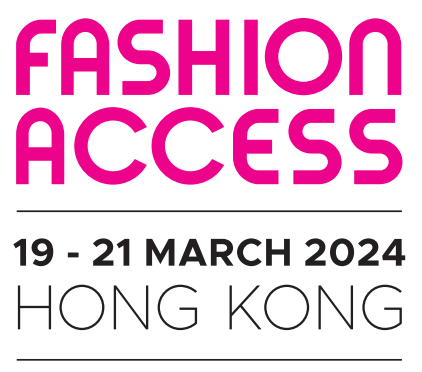 FASHION
ACCESS
19 - 21 MARCH 2024
HONG KONG